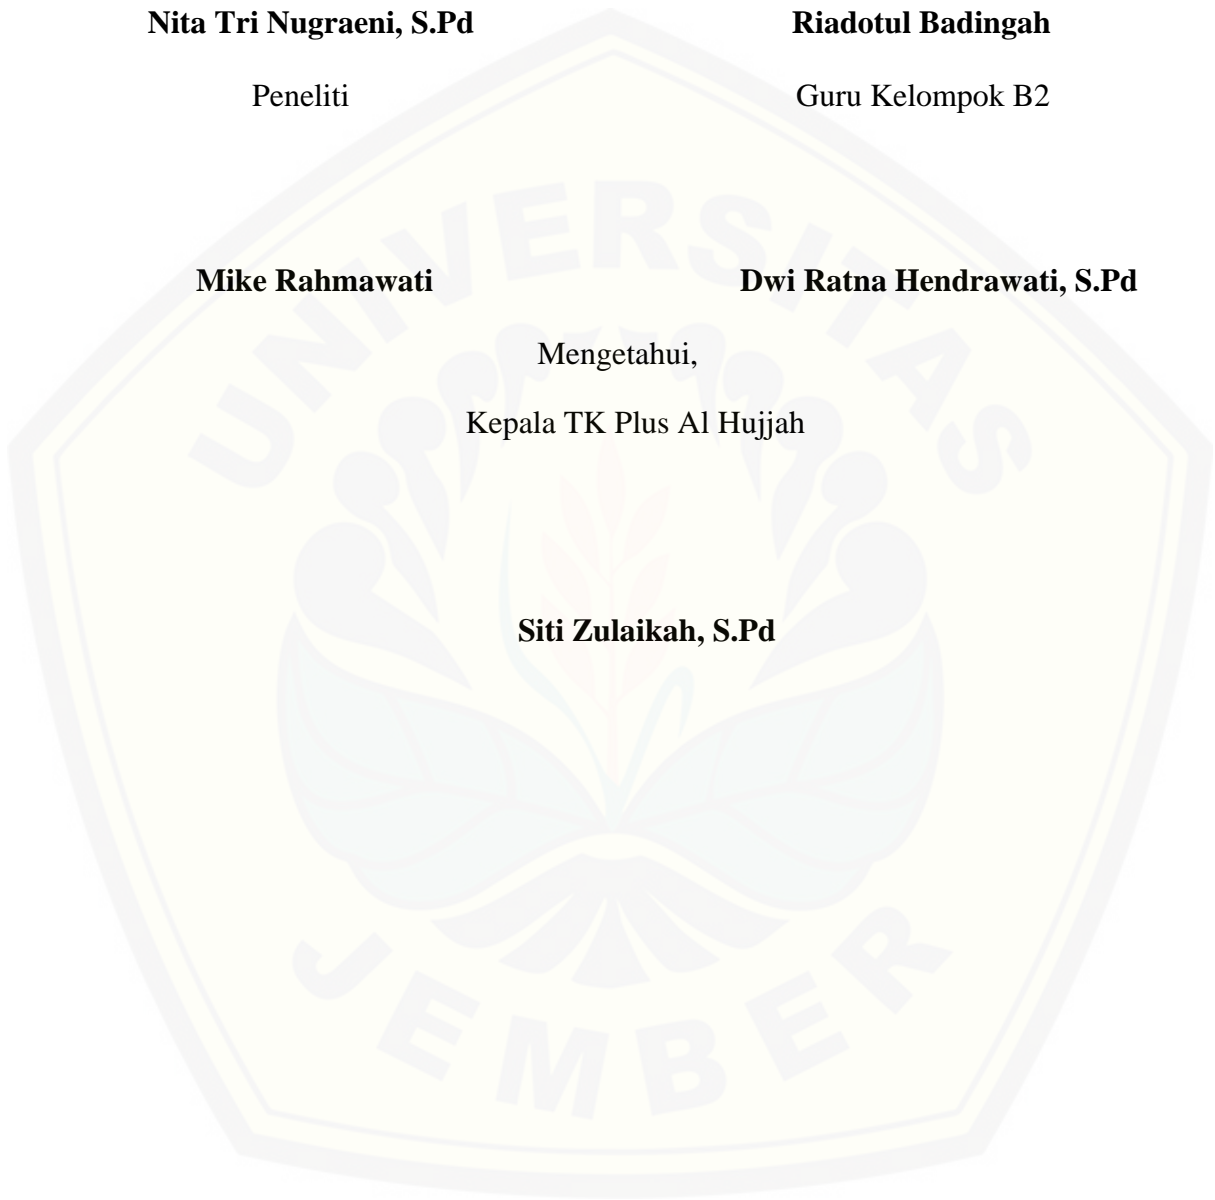 Nita Tri Nugraeni, S.Pd Riadotul Badingah
Peneliti Guru Kelompok B2
Mike Rahmawati Dwi Ratna Hendrawati, S.Pd
Mengetahui,
Kepala TK Plus Al Hujjah
Siti Zulaikah, S.Pd
UNIVERSITAS
JEMBER